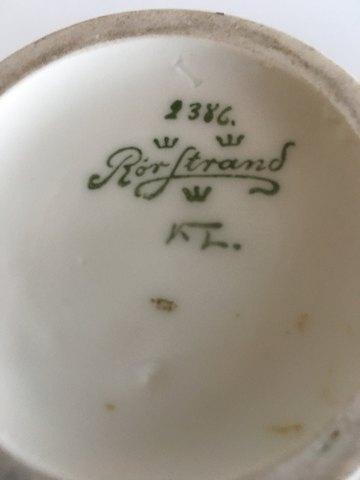 2386.
RörStrand
KL.